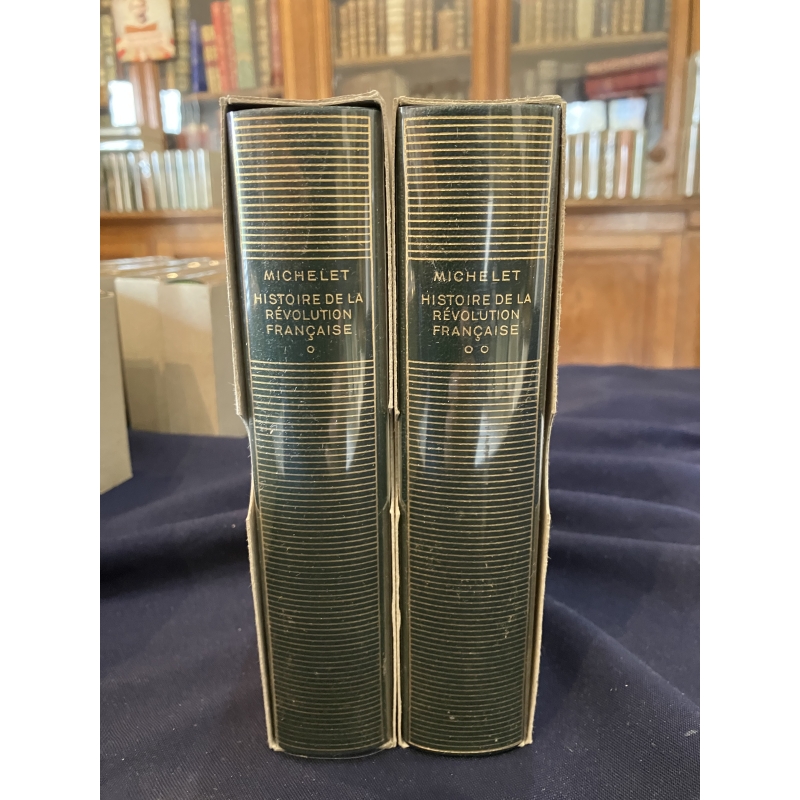 MICHELET
HISTOIRE DE LA
RÉVOLUTION
FRANÇAISE
MICHELET
HISTOIRE DE LA
RÉVOLUTION
FRANÇAISE